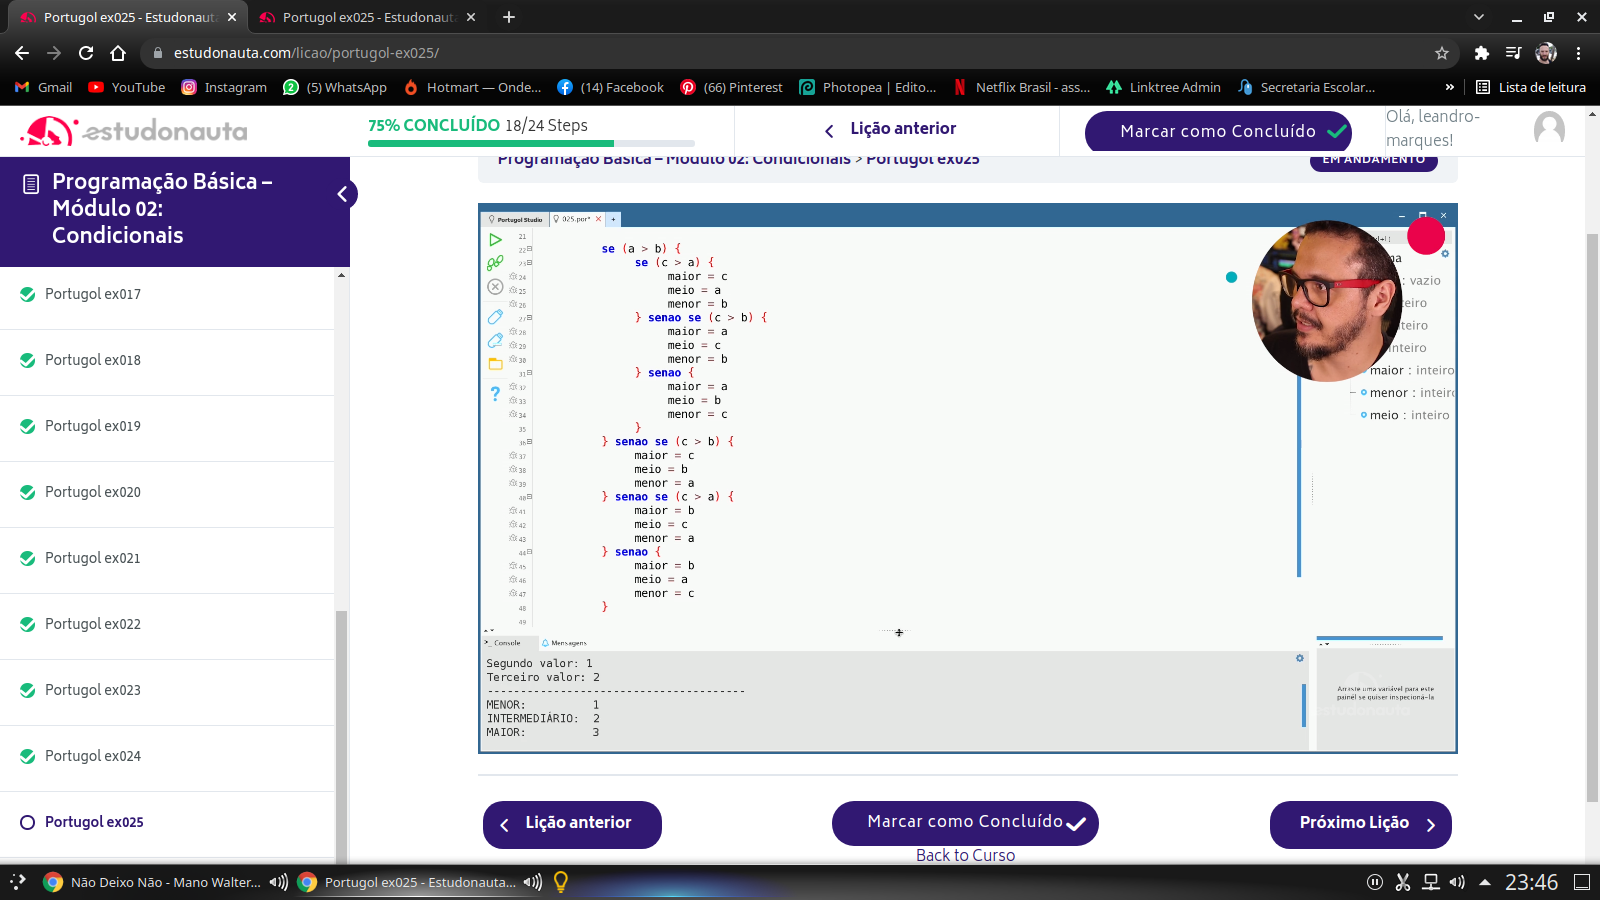 Portugol ex025 - Estudonauta
Portugol ex025 - Estudonauta
estudonauta.com/licao/portugol-ex025/
Gmail
YouTube
Instagram
(5) WhatsApp
Hotmart — Onde...
(14) Facebook
(66) Pinterest
Photopea | Edito...
Netflix Brasil - ass...
Linktree Admin
Secretaria Escolar...
»
Lista de leitura
estudonauta
75% CONCLUÍDO 18/24 Steps
Lição anterior
Marcar como Concluído
Olá, leandro-
marques!
Programação Básica –
Módulo 02:
Condicionais
Programação Básica – Módulo 02: Condicionais > Portugol ex025
EM ANDAMENTO
Portugol ex017
Portugol ex018
Portugol ex019
Portugol ex020
Portugol ex021
Portugol ex022
Portugol ex023
Portugol ex024
Portugol ex025
Portugol Studio
025.por*
21
22 se (a > b) {
23 se (c > a) {
24 maior = c
25 meio = a
26 menor = b
27 } senao se (c > b) {
28 maior = a
29 meio = c
30 menor = b
31 } senao {
32 maior = a
33 meio = b
34 menor = c
35 }
36 } senao se (c > b) {
37 maior = c
38 meio = b
39 menor = a
40 } senao se (c > a) {
41 maior = b
42 meio = c
43 menor = a
44 } senao {
45 maior = b
46 meio = a
47 menor = c
48 }
49
: vazio
inteiro
maior : inteiro
menor : inteiro
meio : inteiro
Console
Mensagens
Segundo valor: 1
Terceiro valor: 2
---------------------------------------
MENOR: 1
INTERMEDIÁRIO: 2
MAIOR: 3
Arraste uma variável para este
painel se quiser inspecioná-la
estudonauta
Lição anterior
Marcar como Concluído
Próximo Lição
Back to Curso
Não Deixo Não - Mano Walter...
Portugol ex025 - Estudonauta...
23:46